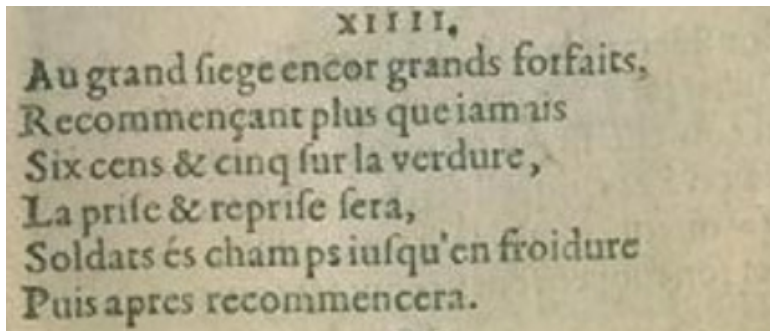 XIIII.
Au grand ſiege encor grands forfaits,
Recommençant plus que iamais
Six cens & cinq ſur la verdure,
La priſe & repriſe ſera,
Soldats és champs iuſqu'en froidure
Puis apres recommencera.